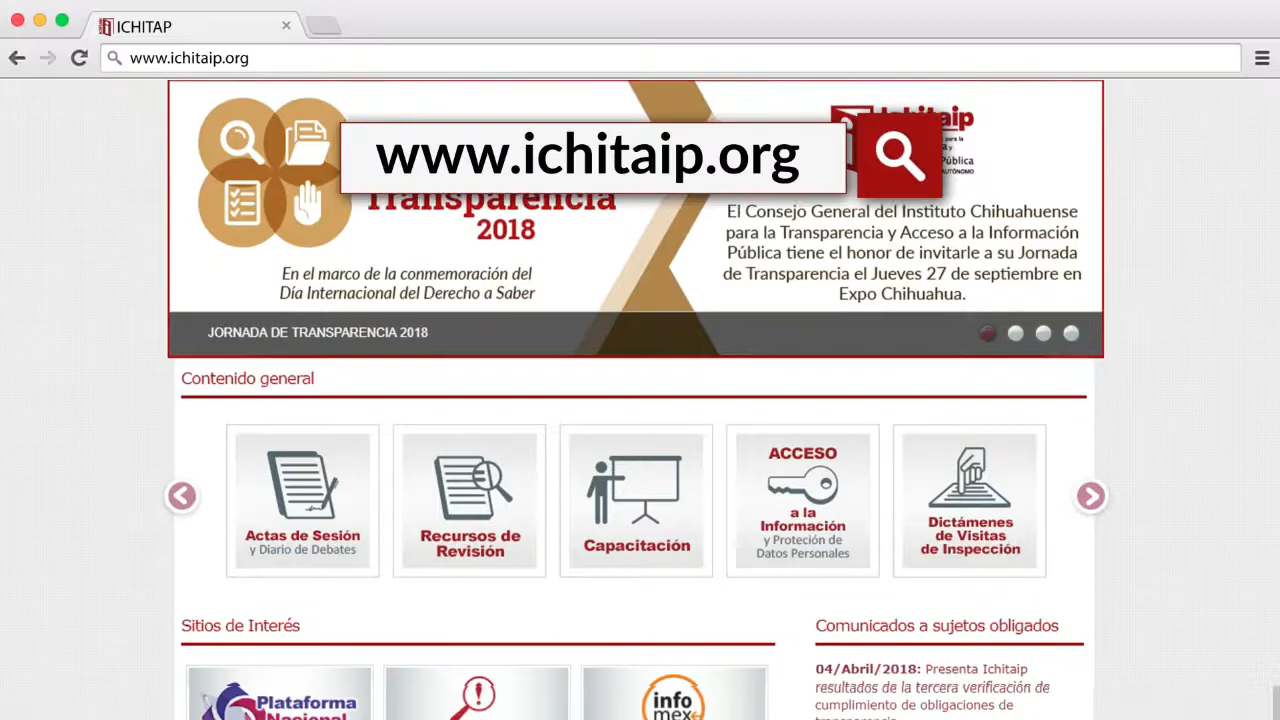 ICHITAP
www.ichitaip.org
www.ichitaip.org
Transparencia
2018
En el marco de la conmemoración del
Día Internacional del Derecho a Saber
El Consejo General del Instituto Chihuahuense
para la Transparencia y Acceso a la Información
Pública tiene el honor de invitarle a su Jornada
de Transparencia el Jueves 27 de septiembre en
Expo Chihuahua.
JORNADA DE TRANSPARENCIA 2018
Contenido general
Actas de Sesión
y Diario de Debates
Recursos de
Revisión
Capacitación
ACCESO
a la
Información
y Proteción de
Datos Personales
Dictámenes
de Visitas
de Inspección
Sitios de Interés
Comunicados a sujetos obligados
04/Abril/2018: Presenta Ichitaip
resultados de la tercera verificación de
cumplimiento de obligaciones de
Plataforma
Nacional
info
mex